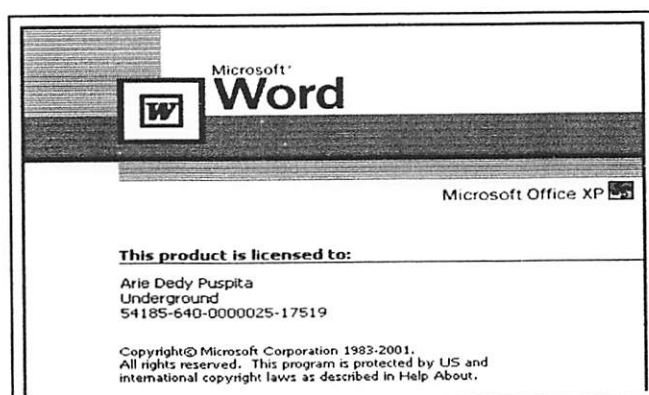 Microsoft®
Word
W
Microsoft Office XP
This product is licensed to:
Arie Dedy Puspita
Underground
54185-640-0000025-17519
Copyright© Microsoft Corporation 1983-2001.
All rights reserved. This program is protected by US and
international copyright laws as described in Help About.